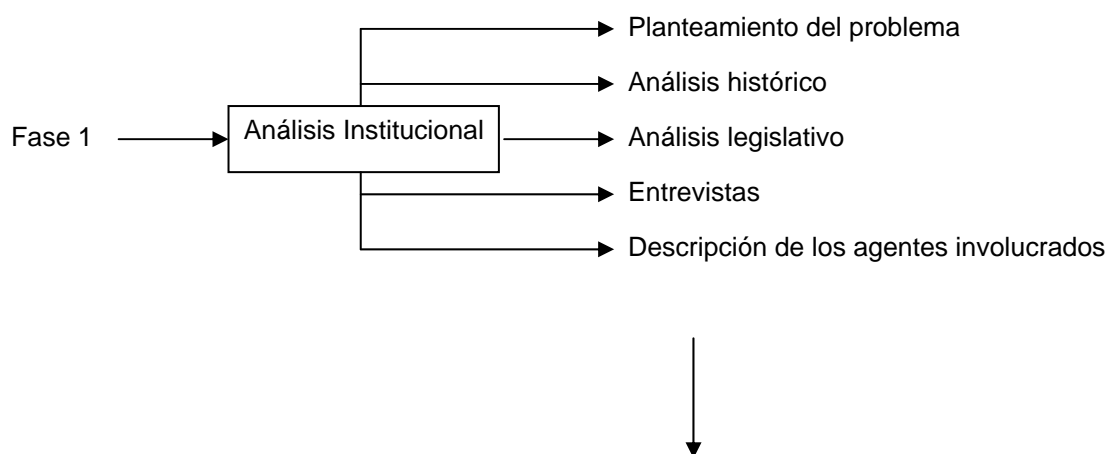 Fase 1
Análisis Institucional
Planteamiento del problema
Análisis histórico
Análisis legislativo
Entrevistas
Descripción de los agentes involucrados